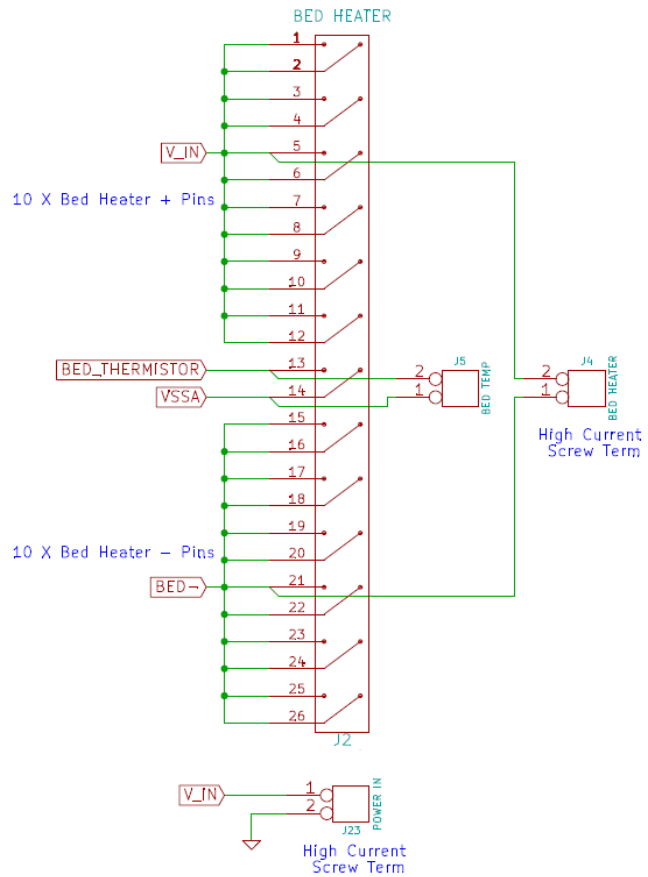 BED HEATER
1
2
3
4
V_IN
5
6
10 X Bed Heater + Pins
7
8
9
10
11
12
BED_THERMISTOR
13
VSSA
14
2
1
J5
BED TEMP
2
1
J4
BED HEATER
High Current
Screw Term
15
16
17
18
19
10 X Bed Heater - Pins
20
BED-
21
22
23
24
25
26
J2
V_IN
1
2
POWER IN
J23
High Current
Screw Term